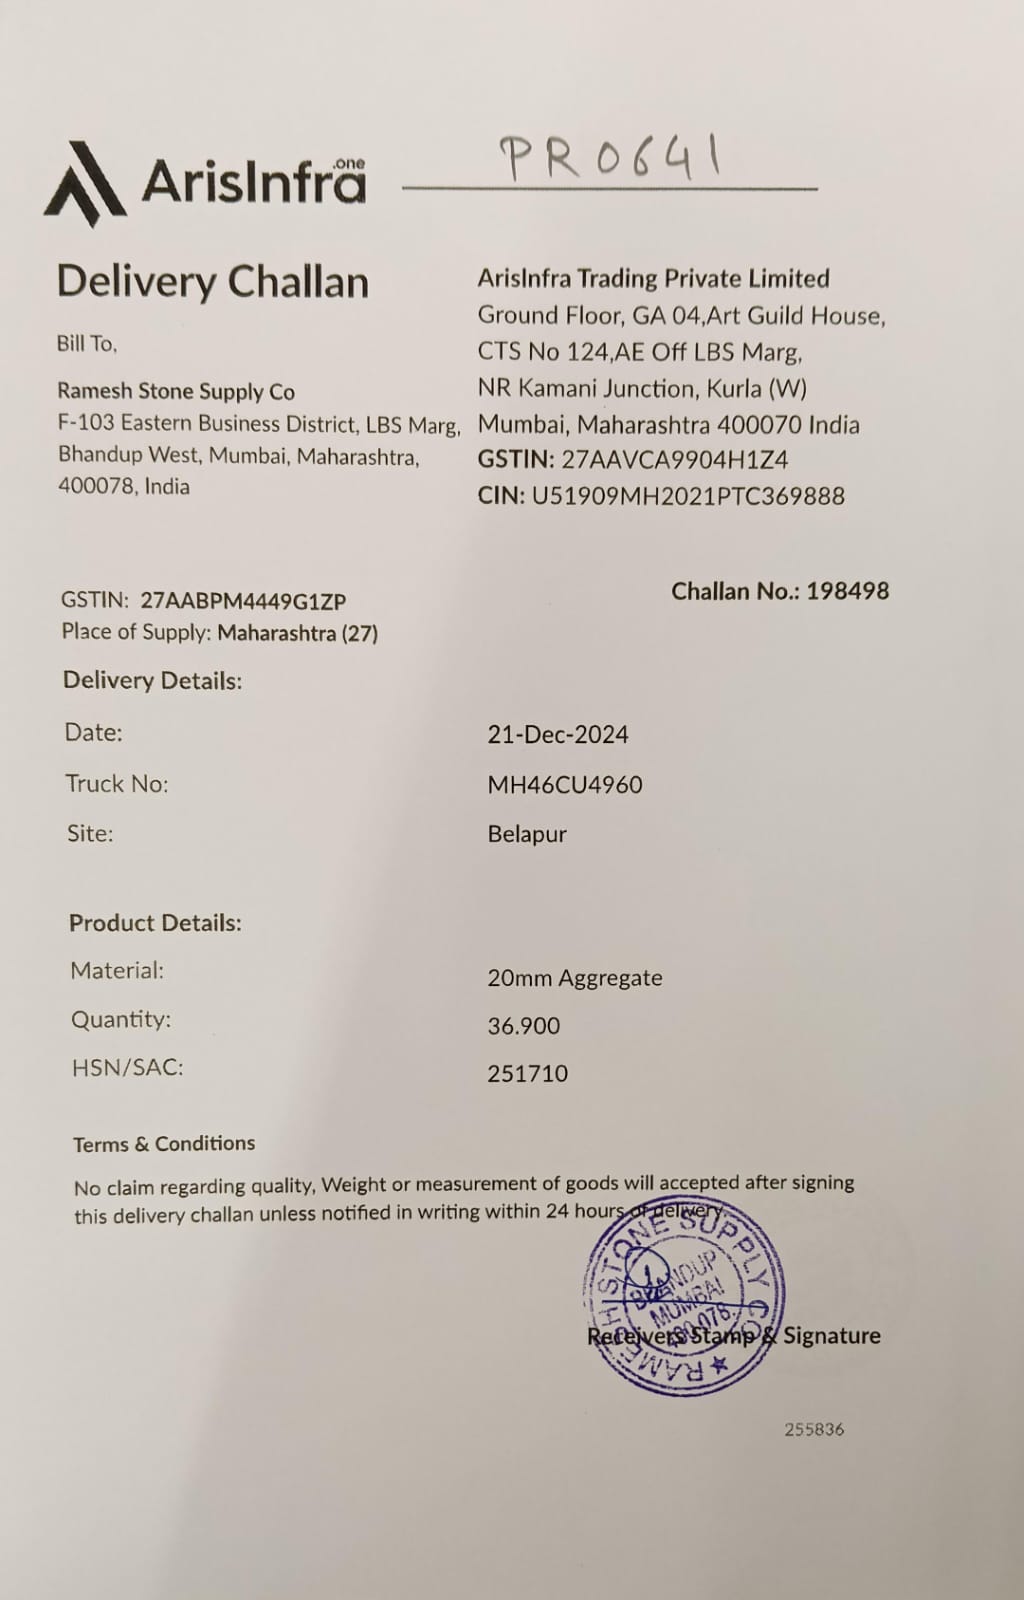 PR0641
ArisInfra
.one
Delivery Challan
Bill To,
Ramesh Stone Supply Co
F-103 Eastern Business District, LBS Marg,
Bhandup West, Mumbai, Maharashtra,
400078, India
ArisInfra Trading Private Limited
Ground Floor, GA 04,Art Guild House,
CTS No 124,AE Off LBS Marg,
NR Kamani Junction, Kurla (W)
Mumbai, Maharashtra 400070 India
GSTIN: 27AAVCA9904H1Z4
CIN: U51909MH2021PTC369888
GSTIN: 27AABPM4449G1ZP
Place of Supply: Maharashtra (27)
Challan No.: 198498
Delivery Details:
Date: 21-Dec-2024
Truck No: MH46CU4960
Site: Belapur
Product Details:
Material: 20mm Aggregate
Quantity: 36.900
HSN/SAC: 251710
Terms & Conditions
No claim regarding quality, Weight or measurement of goods will accepted after signing
this delivery challan unless notified in writing within 24 hours of delivery.
RAMESH STONE SUPPLY CO.
BHANDUP
MUMBAI
400 078.
Receivers Stamp & Signature
255836